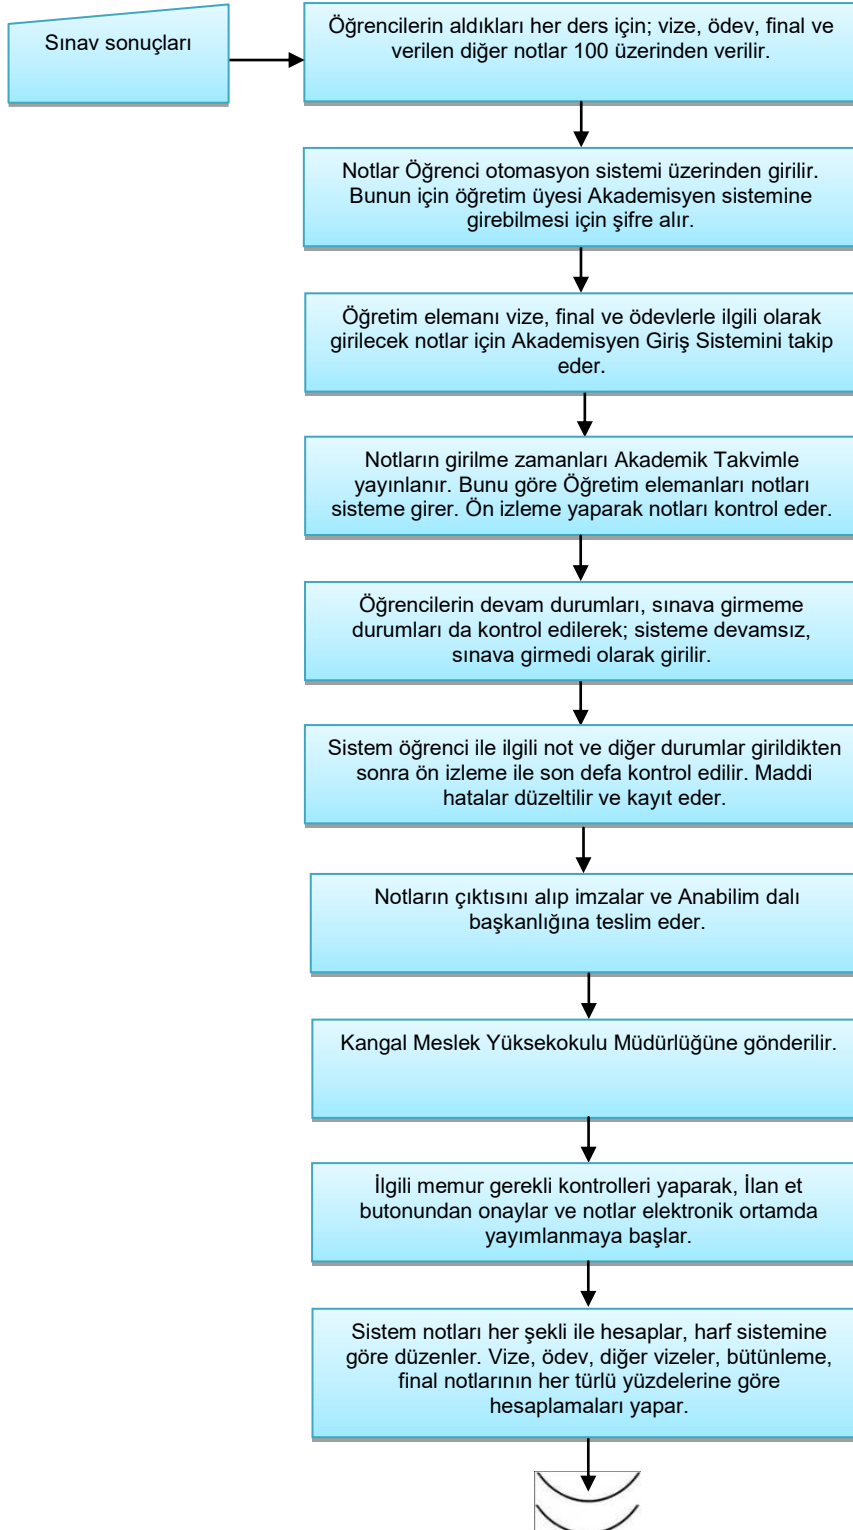 Sınav sonuçları
Öğrencilerin aldıkları her ders için; vize, ödev, final ve
verilen diğer notlar 100 üzerinden verilir.
Notlar Öğrenci otomasyon sistemi üzerinden girilir.
Bunun için öğretim üyesi Akademisyen sistemine
girebilmesi için şifre alır.
Öğretim elemanı vize, final ve ödevlerle ilgili olarak
girilecek notlar için Akademisyen Giriş Sistemini takip
eder.
Notların girilme zamanları Akademik Takvimle
yayınlanır. Bunu göre Öğretim elemanları notları
sisteme girer. Ön izleme yaparak notları kontrol eder.
Öğrencilerin devam durumları, sınava girmeme
durumları da kontrol edilerek; sisteme devamsız,
sınava girmedi olarak girilir.
Sistem öğrenci ile ilgili not ve diğer durumlar girildikten
sonra ön izleme ile son defa kontrol edilir. Maddi
hatalar düzeltilir ve kayıt eder.
Notların çıktısını alıp imzalar ve Anabilim dalı
başkanlığına teslim eder.
Kangal Meslek Yüksekokulu Müdürlüğüne gönderilir.
İlgili memur gerekli kontrolleri yaparak, İlan et
butonundan onaylar ve notlar elektronik ortamda
yayımlanmaya başlar.
Sistem notları her şekli ile hesaplar, harf sistemine
göre düzenler. Vize, ödev, diğer vizeler, bütünleme,
final notlarının her türlü yüzdelerine göre
hesaplamaları yapar.